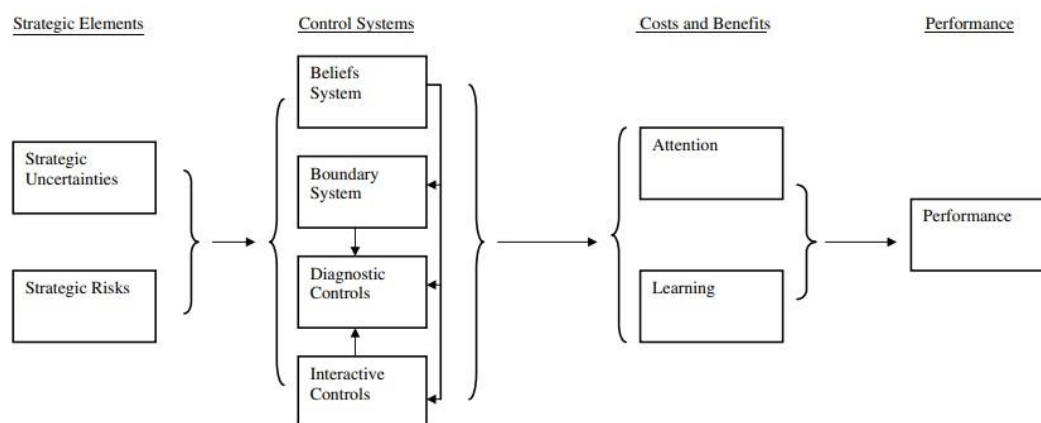 Strategic Elements
Control Systems
Costs and Benefits
Performance
Beliefs
System
Strategic
Uncertainties
Boundary
System
Attention
Performance
Strategic Risks
Diagnostic
Controls
Learning
Interactive
Controls